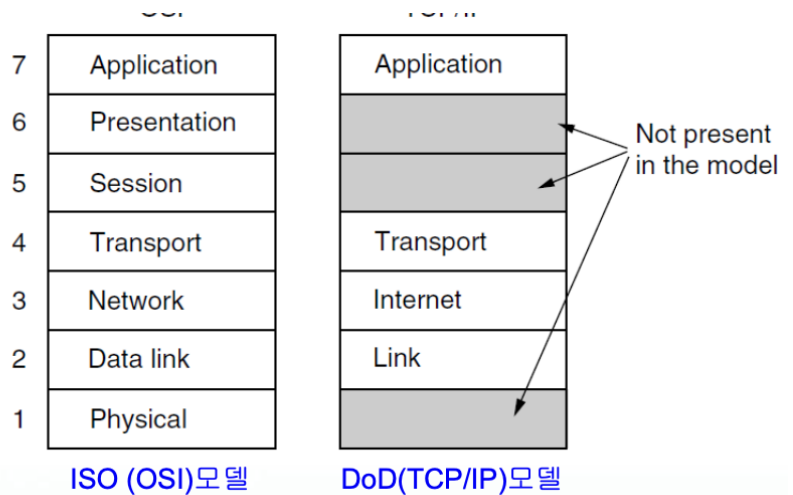 7 Application Application
6 Presentation
Not present
in the model
5 Session
4 Transport Transport
3 Network Internet
2 Data link Link
1 Physical
ISO (OSI)모델 DoD(TCP/IP)모델